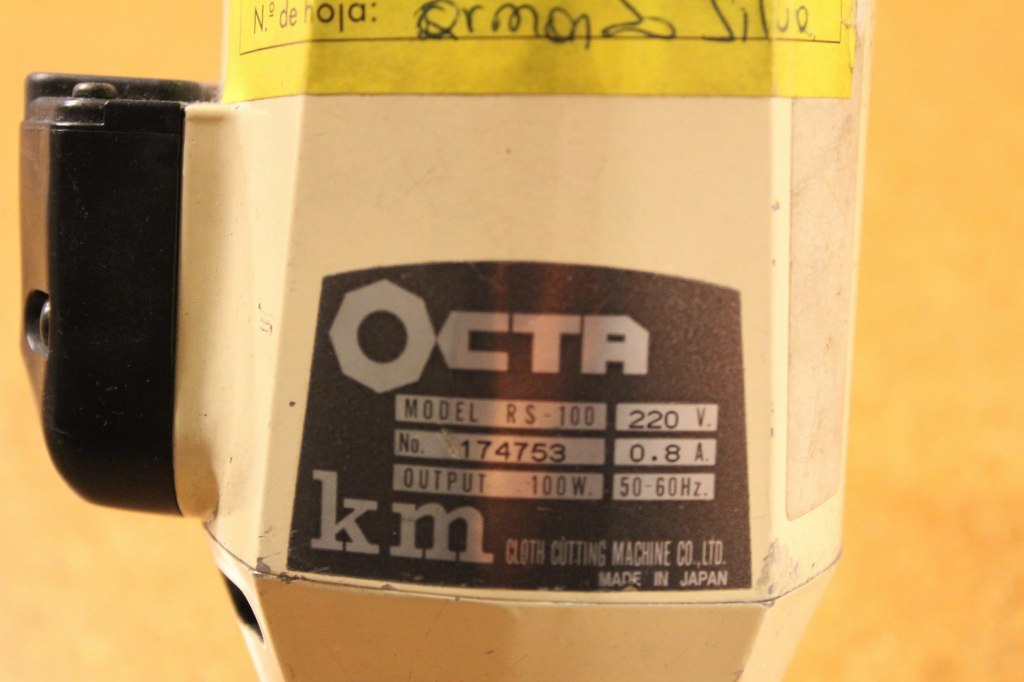 N.º de hoja: Armando Silva
OCTA
MODEL RS-100 220 V.
No. 174753 0.8 A.
OUTPUT 100W. 50-60Hz.
km CLOTH CUTTING MACHINE CO.,LTD.
MADE IN JAPAN